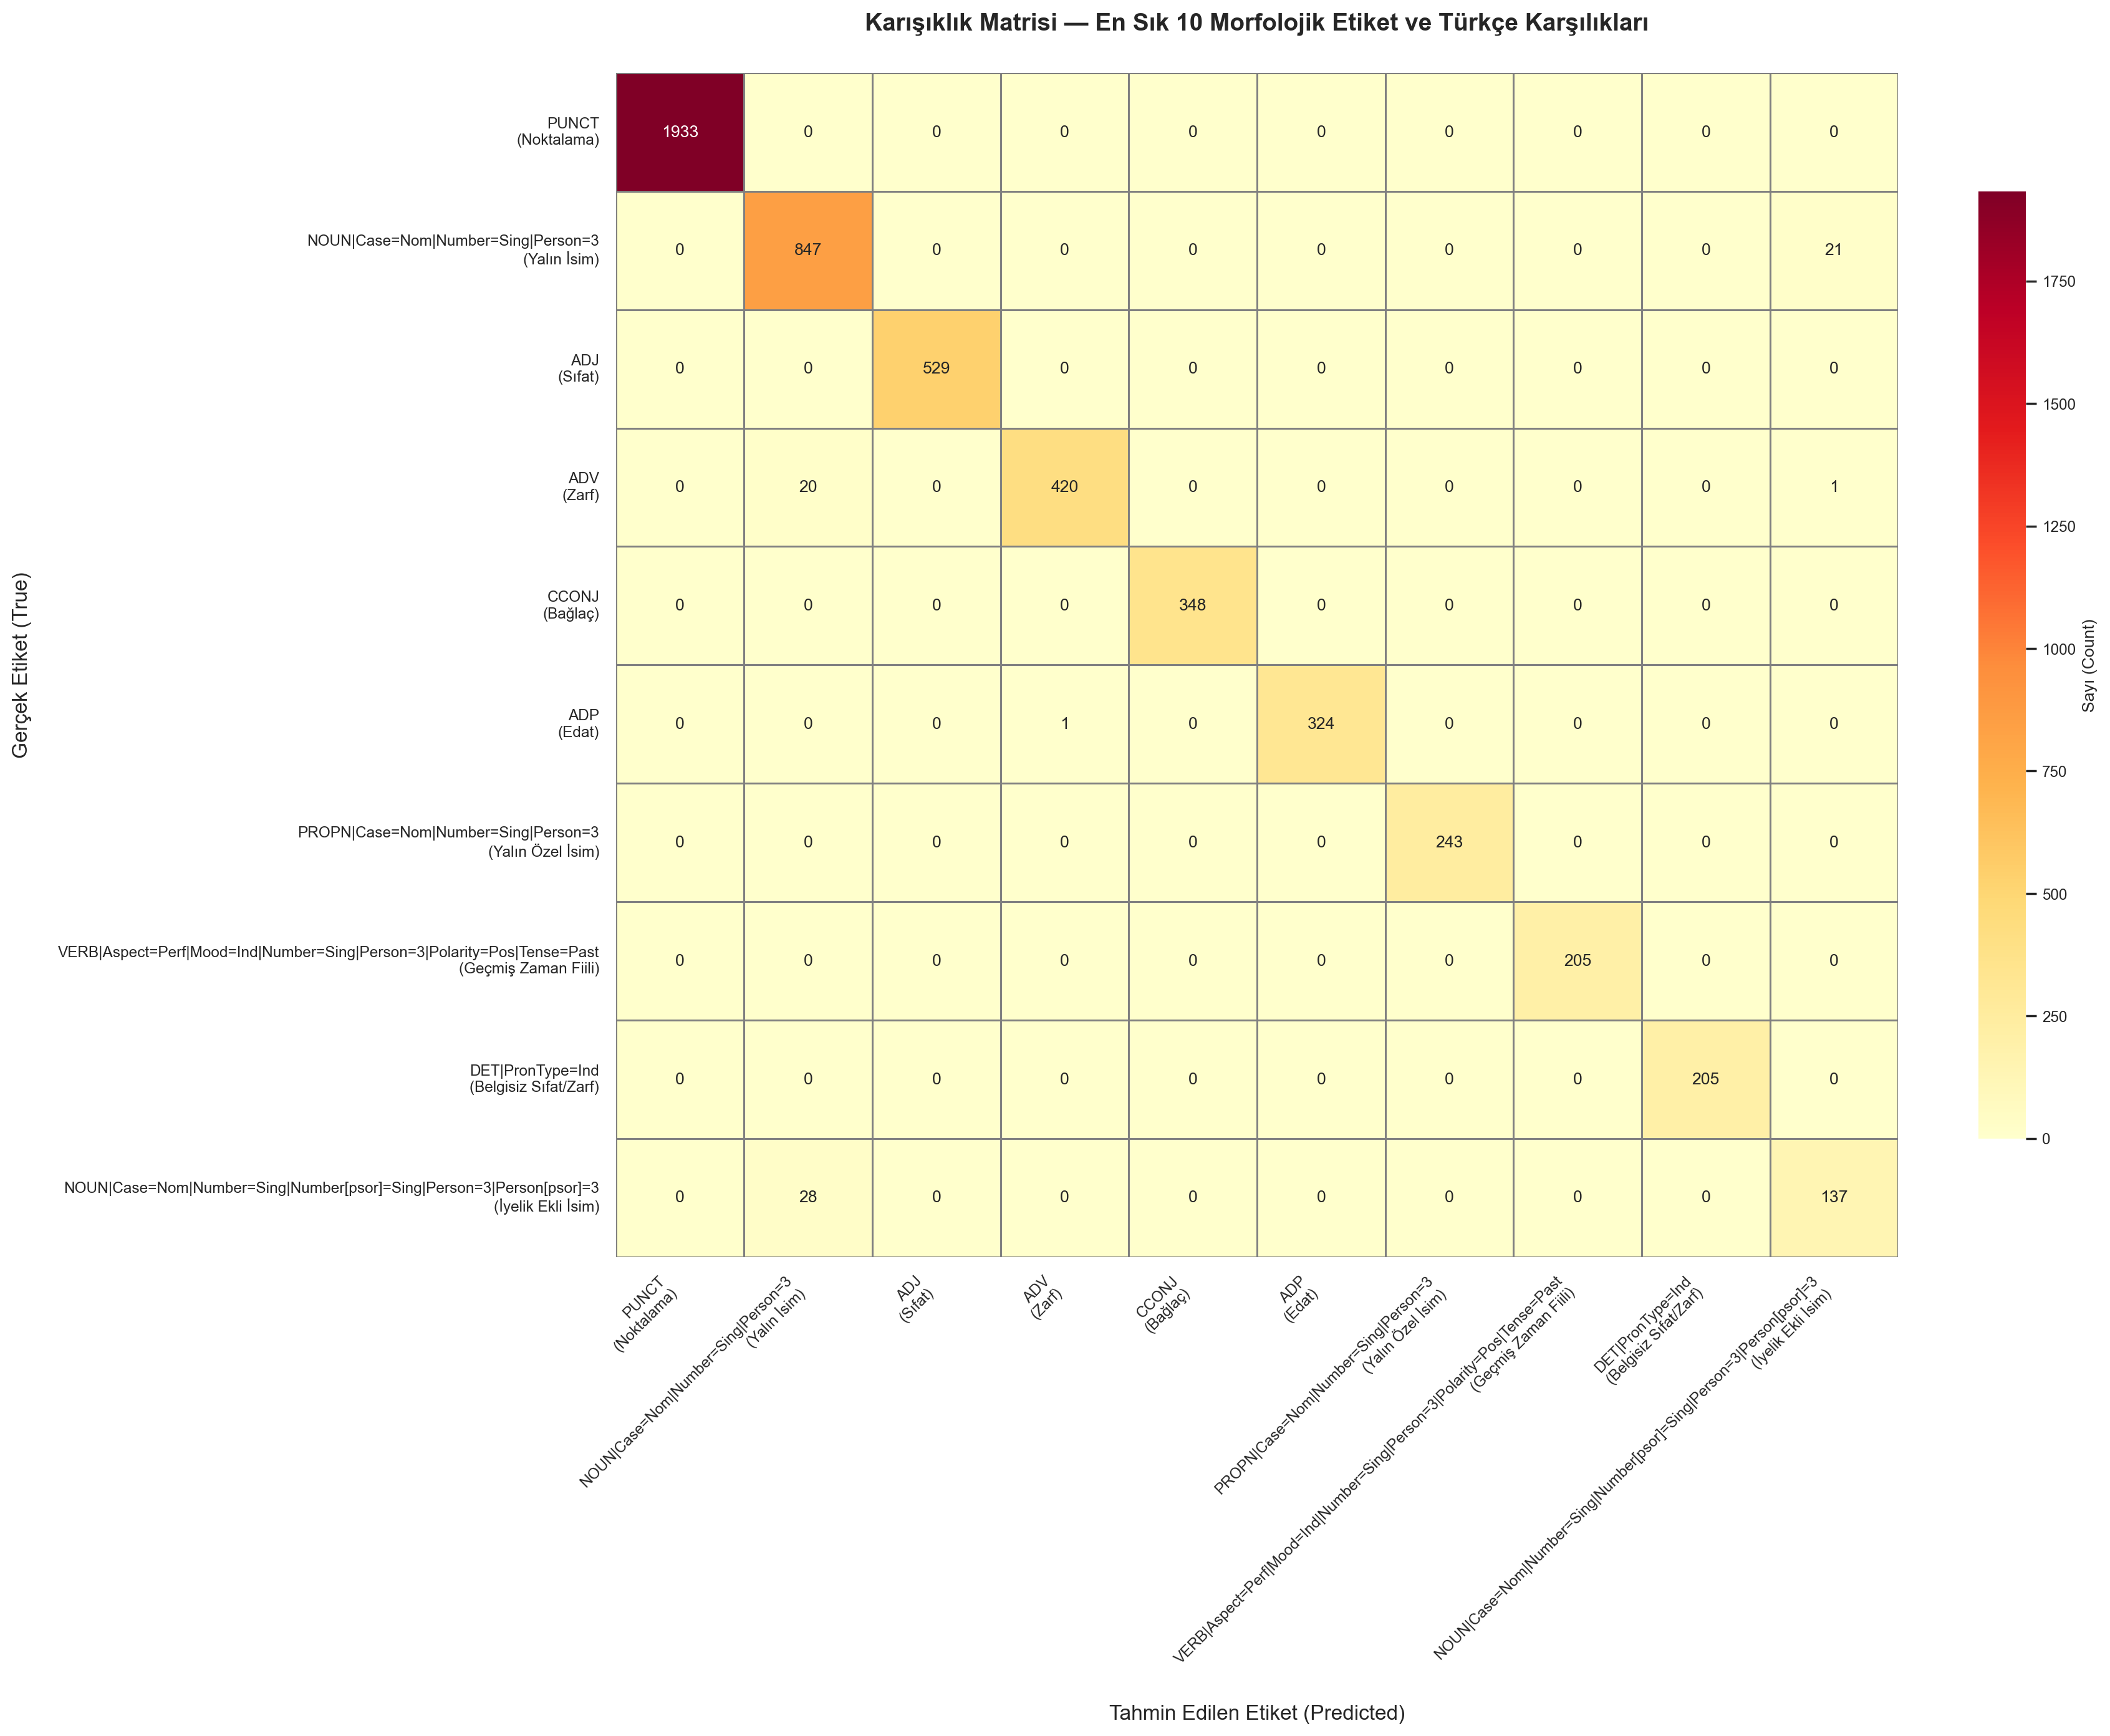 Karışıklık Matrisi — En Sık 10 Morfolojik Etiket ve Türkçe Karşılıkları
Gerçek Etiket (True)
PUNCT
(Noktalama)
1933 0 0 0 0 0 0 0 0 0
NOUN|Case=Nom|Number=Sing|Person=3
(Yalın İsim)
0 847 0 0 0 0 0 0 0 21
ADJ
(Sıfat)
0 0 529 0 0 0 0 0 0 0
ADV
(Zarf)
0 20 0 420 0 0 0 0 0 1
CCONJ
(Bağlaç)
0 0 0 0 348 0 0 0 0 0
ADP
(Edat)
0 0 0 1 0 324 0 0 0 0
PROPN|Case=Nom|Number=Sing|Person=3
(Yalın Özel İsim)
0 0 0 0 0 0 243 0 0 0
VERB|Aspect=Perf|Mood=Ind|Number=Sing|Person=3|Polarity=Pos|Tense=Past
(Geçmiş Zaman Fiili)
0 0 0 0 0 0 0 205 0 0
DET|PronType=Ind
(Belgisiz Sıfat/Zarf)
0 0 0 0 0 0 0 0 205 0
NOUN|Case=Nom|Number=Sing|Number[psor]=Sing|Person=3|Person[psor]=3
(İyelik Ekli İsim)
0 28 0 0 0 0 0 0 0 137
PUNCT
(Noktalama)
NOUN|Case=Nom|Number=Sing|Person=3
(Yalın İsim)
ADJ
(Sıfat)
ADV
(Zarf)
CCONJ
(Bağlaç)
ADP
(Edat)
PROPN|Case=Nom|Number=Sing|Person=3
(Yalın Özel İsim)
VERB|Aspect=Perf|Mood=Ind|Number=Sing|Person=3|Polarity=Pos|Tense=Past
(Geçmiş Zaman Fiili)
DET|PronType=Ind
(Belgisiz Sıfat/Zarf)
NOUN|Case=Nom|Number=Sing|Number[psor]=Sing|Person=3|Person[psor]=3
(İyelik Ekli İsim)
Tahmin Edilen Etiket (Predicted)
1750
1500
1250
1000
750
500
250
0
Sayı (Count)